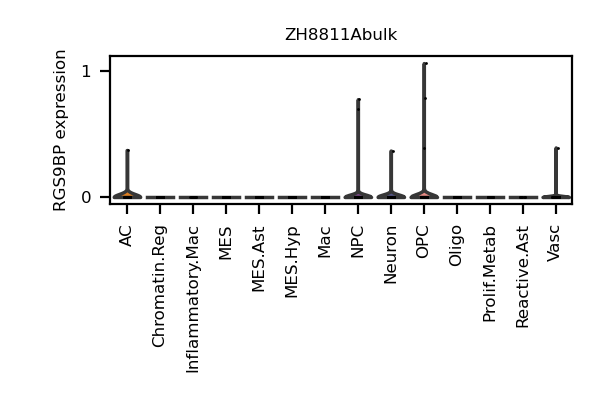 ZH8811Abulk
RGS9BP expression
1
0
AC
Chromatin.Reg
Inflammatory.Mac
MES
MES.Ast
MES.Hyp
Mac
NPC
Neuron
OPC
Oligo
Prolif.Metab
Reactive.Ast
Vasc